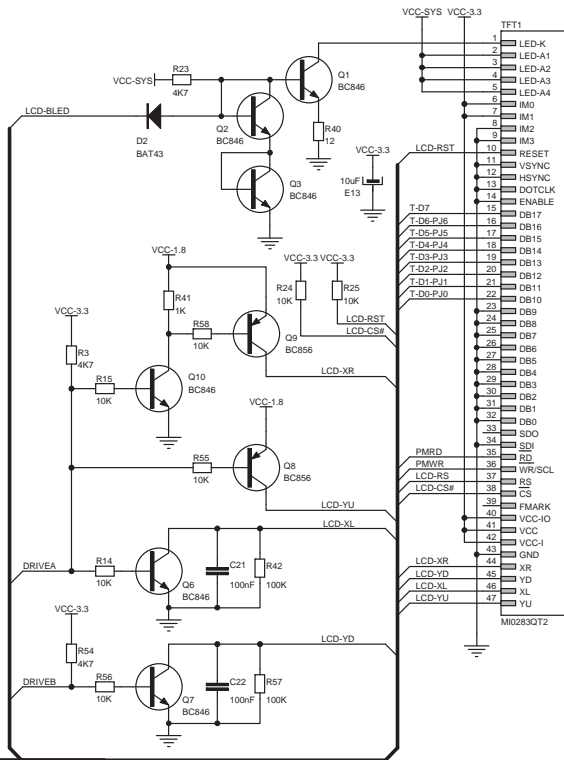 VCC-SYS VCC-3.3
TFT1
VCC-SYS R23
4K7
Q1
BC846
LCD-BLED
D2
BAT43
Q2
BC846
R40
12
Q3
BC846
VCC-3.3
10uF
E13
LCD-RST
VCC-1.8
R41
1K
VCC-3.3
R3
4K7
R58
10K
Q9
BC856
VCC-3.3 VCC-3.3
R24
10K
R25
10K
LCD-RST
LCD-CS#
R15
10K
Q10
BC846
LCD-XR
VCC-1.8
R55
10K
Q8
BC856
LCD-YU
LCD-XL
DRIVEA
R14
10K
Q6
BC846
C21
100nF
R42
100K
VCC-3.3
R54
4K7
LCD-YD
DRIVEB
R56
10K
Q7
BC846
C22
100nF
R57
100K
1 LED-K
2 LED-A1
3 LED-A2
4 LED-A3
5 LED-A4
6 IM0
7 IM1
8 IM2
9 IM3
10 RESET
11 VSYNC
12 HSYNC
13 DOTCLK
14 ENABLE
T-D7 15 DB17
T-D6-PJ6 16 DB16
T-D5-PJ5 17 DB15
T-D4-PJ4 18 DB14
T-D3-PJ3 19 DB13
T-D2-PJ2 20 DB12
T-D1-PJ1 21 DB11
T-D0-PJ0 22 DB10
23 DB9
24 DB8
25 DB7
26 DB6
27 DB5
28 DB4
29 DB3
30 DB2
31 DB1
32 DB0
33 SDO
34 SDI
PMRD 35 RD
PMWR 36 WR/SCL
LCD-RS 37 RS
LCD-CS# 38 CS
39 FMARK
40 VCC-IO
41 VCC
42 VCC-I
43 GND
LCD-XR 44 XR
LCD-YD 45 YD
LCD-XL 46 XL
LCD-YU 47 YU
MI0283QT2